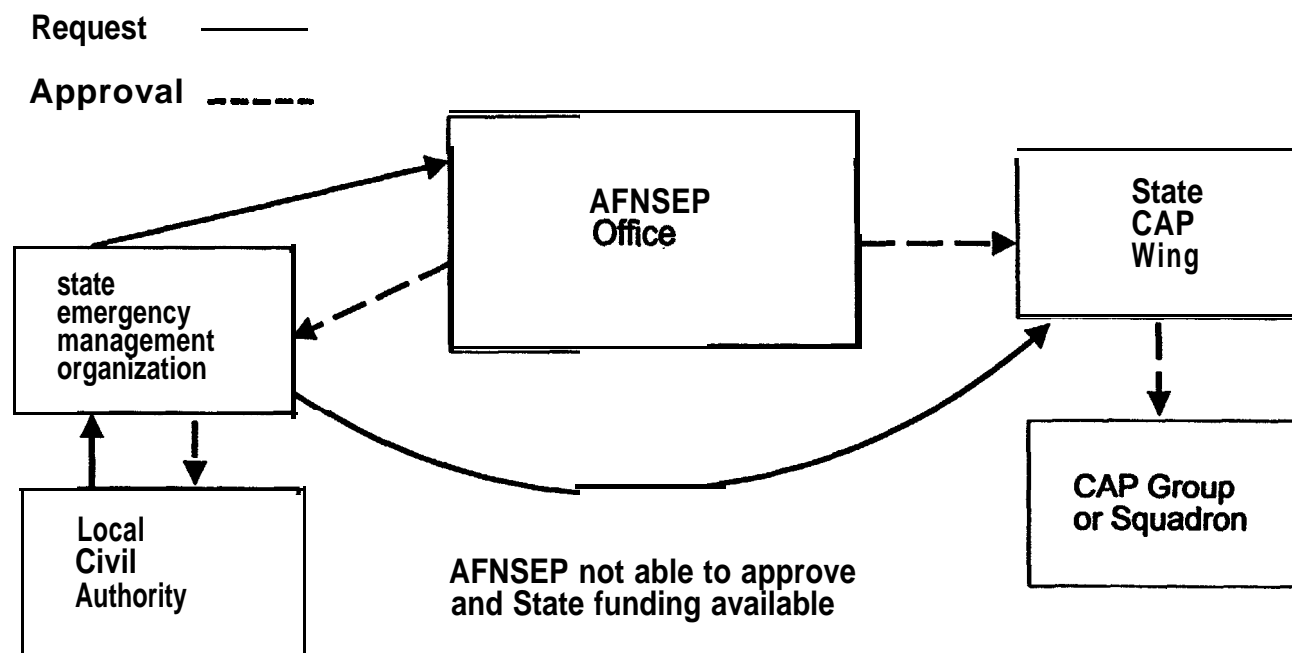 Request
Approval
AFNSEP
Office
State
CAP
Wing
state
emergency
management
organization
CAP Group
or Squadron
Local
Civil
Authority
AFNSEP not able to approve
and State funding available